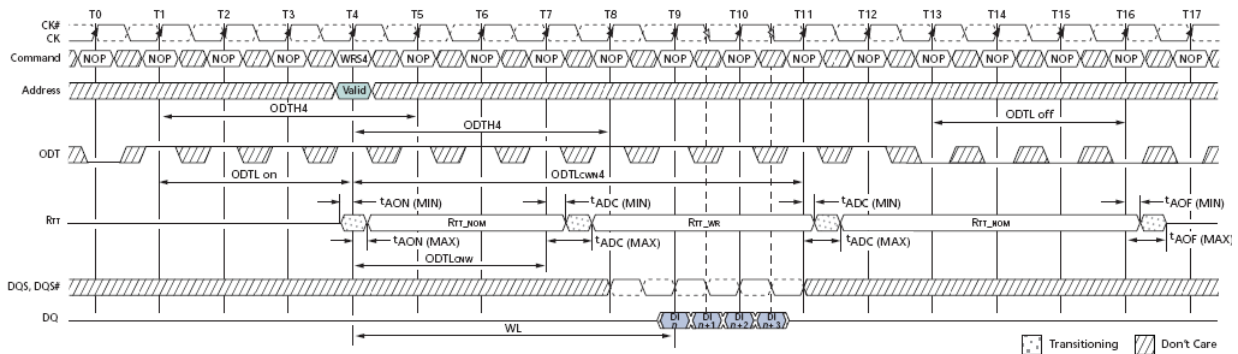 T0 T1 T2 T3 T4 T5 T6 T7 T8 T9 T10 T11 T12 T13 T14 T15 T16 T17
CK#
CK
Command NOP NOP NOP NOP WRS4 NOP NOP NOP NOP NOP NOP NOP NOP NOP NOP NOP NOP NOP
Address Valid
ODTH4
ODTH4 ODTL off
ODT
ODTL on ODTLCWN4
tAON (MIN) tADC (MIN) tADC (MIN) tAOF (MIN)
RTT RTT_NOM RTT_WR RTT_NOM
tAON (MAX) tADC (MAX) tADC (MAX) tAOF (MAX)
ODTLCNW
DQS, DQS#
DQ DI n DI n + 1 DI n + 2 DI n + 3
WL
Transitioning Don't Care